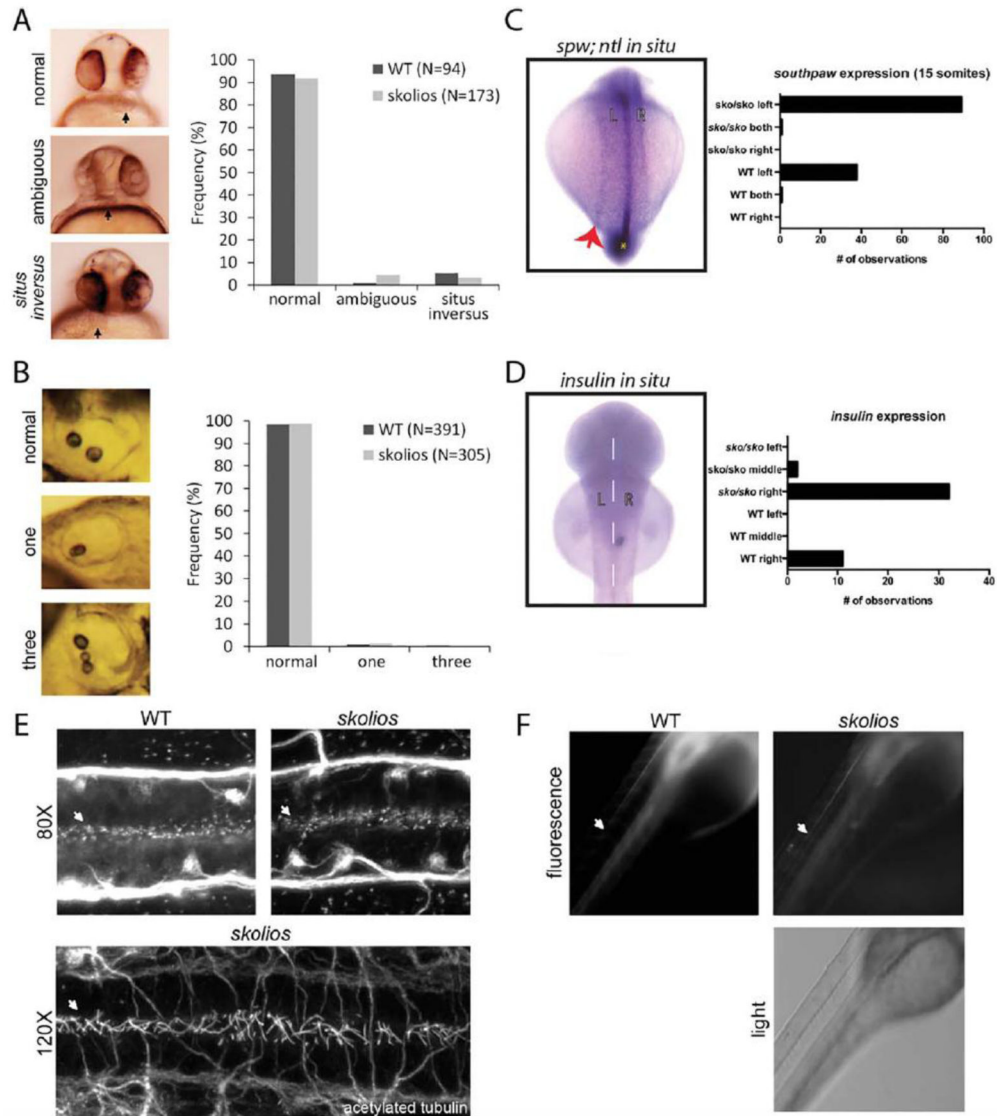 A
normal
ambiguous
situs
inversus
Frequency (%)
100
90
80
70
60
50
40
30
20
10
0
WT (N=94)
skolios (N=173)
normal
ambiguous
situs
inversus
B
normal
one
three
Frequency (%)
100
90
80
70
60
50
40
30
20
10
0
WT (N=391)
skolios (N=305)
normal
one
three
C
spw; ntl in situ
L R
*
southpaw expression (15 somites)
sko/sko left
sko/sko both
sko/sko right
WT left
WT both
WT right
0 20 40 60 80 100
# of observations
D
insulin in situ
L R
insulin expression
sko/sko left
sko/sko middle
sko/sko right
WT left
WT middle
WT right
0 10 20 30 40
# of observations
E
WT
skolios
80X
skolios
120X
acetylated tubulin
F
WT
skolios
fluorescence
light